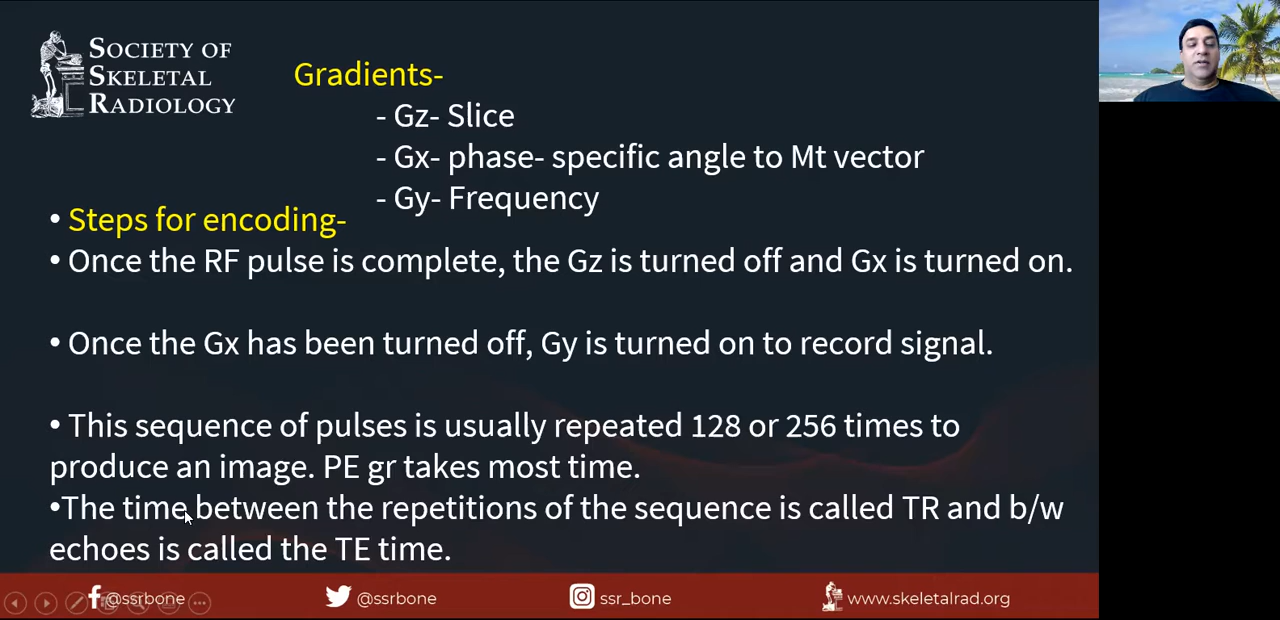 SOCIETY OF
SKELETAL
RADIOLOGY
Gradients-
- Gz- Slice
- Gx- phase- specific angle to Mt vector
- Gy- Frequency
• Steps for encoding-
• Once the RF pulse is complete, the Gz is turned off and Gx is turned on.
• Once the Gx has been turned off, Gy is turned on to record signal.
• This sequence of pulses is usually repeated 128 or 256 times to
produce an image. PE gr takes most time.
•The time between the repetitions of the sequence is called TR and b/w
echoes is called the TE time.
@ssrbone
@ssrbone
ssr_bone
www.skeletalrad.org